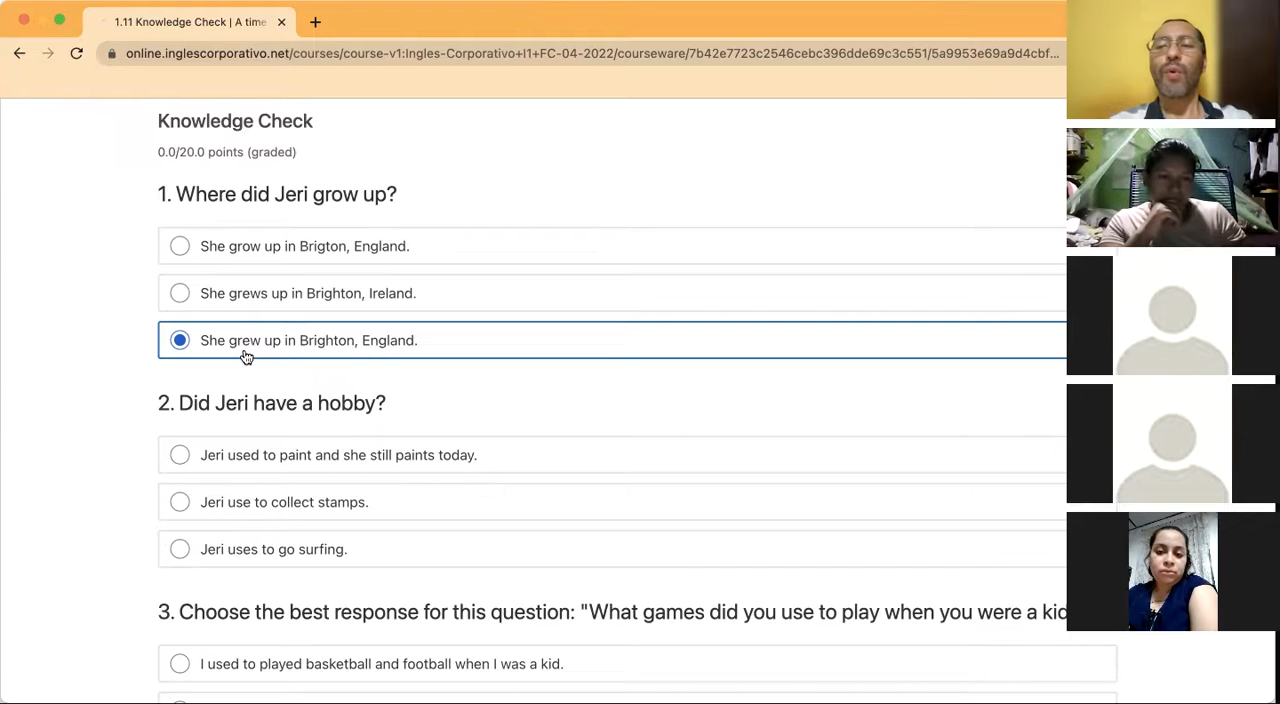 1.11 Knowledge Check | A time
online.inglescorporativo.net/courses/course-v1:Ingles-Corporativo+I1+FC-04-2022/courseware/7b42e7723c2546cebc396dde69c3c551/5a9953e69a9d4cbf...
Knowledge Check
0.0/20.0 points (graded)
1. Where did Jeri grow up?
She grow up in Brigton, England.
She grews up in Brighton, Ireland.
She grew up in Brighton, England.
2. Did Jeri have a hobby?
Jeri used to paint and she still paints today.
Jeri use to collect stamps.
Jeri uses to go surfing.
3. Choose the best response for this question: "What games did you use to play when you were a kid
I used to played basketball and football when I was a kid.